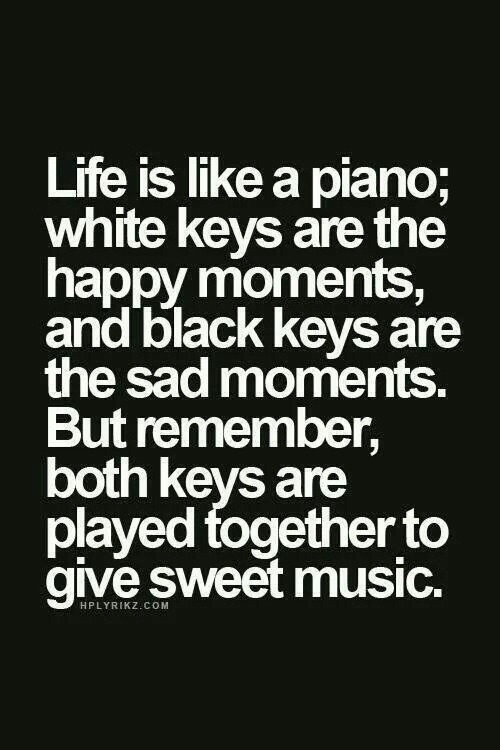 Life is like a piano;
white keys are the
happy moments,
and black keys are
the sad moments.
But remember,
both keys are
played together to
give sweet music.
HPLYRIKZ.COM